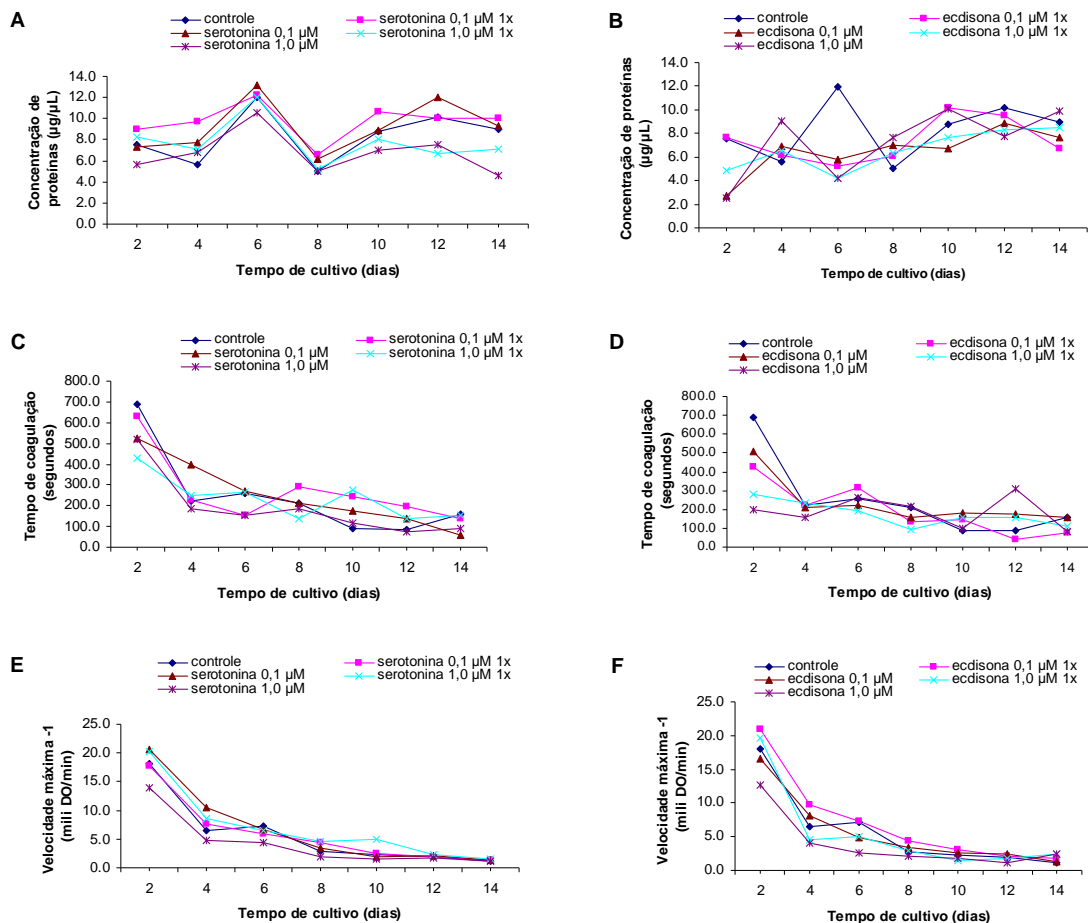 A
controle
serotonina 0,1 µM 1x
serotonina 0,1 µM
serotonina 1,0 µM 1x
serotonina 1,0 µM
Concentração de
proteínas (µg/µL)
14.0
12.0
10.0
8.0
6.0
4.0
2.0
0.0
2 4 6 8 10 12 14
Tempo de cultivo (dias)
B
controle
ecdisona 0,1 µM 1x
ecdisona 0,1 µM
ecdisona 1,0 µM 1x
ecdisona 1,0 µM
Concentração de proteínas
(µg/µL)
14.0
12.0
10.0
8.0
6.0
4.0
2.0
0.0
2 4 6 8 10 12 14
Tempo de cultivo (dias)
C
controle
serotonina 0,1 µM 1x
serotonina 0,1 µM
serotonina 1,0 µM 1x
serotonina 1,0 µM
Tempo de coagulação
(segundos)
800.0
700.0
600.0
500.0
400.0
300.0
200.0
100.0
0.0
2 4 6 8 10 12 14
Tempo de cultivo (dias)
D
controle
ecdisona 0,1 µM 1x
ecdisona 0,1 µM
ecdisona 1,0 µM 1x
ecdisona 1,0 µM
Tempo de coagulação
(segundos)
800.0
700.0
600.0
500.0
400.0
300.0
200.0
100.0
0.0
2 4 6 8 10 12 14
Tempo de cultivo (dias)
E
controle
serotonina 0,1 µM 1x
serotonina 0,1 µM
serotonina 1,0 µM 1x
serotonina 1,0 µM
Velocidade máxima -1
(mili DO/min)
25.0
20.0
15.0
10.0
5.0
0.0
2 4 6 8 10 12 14
Tempo de cultivo (dias)
F
controle
ecdisona 0,1 µM 1x
ecdisona 0,1 µM
ecdisona 1,0 µM 1x
ecdisona 1,0 µM
Velocidade máxima -1
(mili DO/min)
25.0
20.0
15.0
10.0
5.0
0.0
2 4 6 8 10 12 14
Tempo de cultivo (dias)